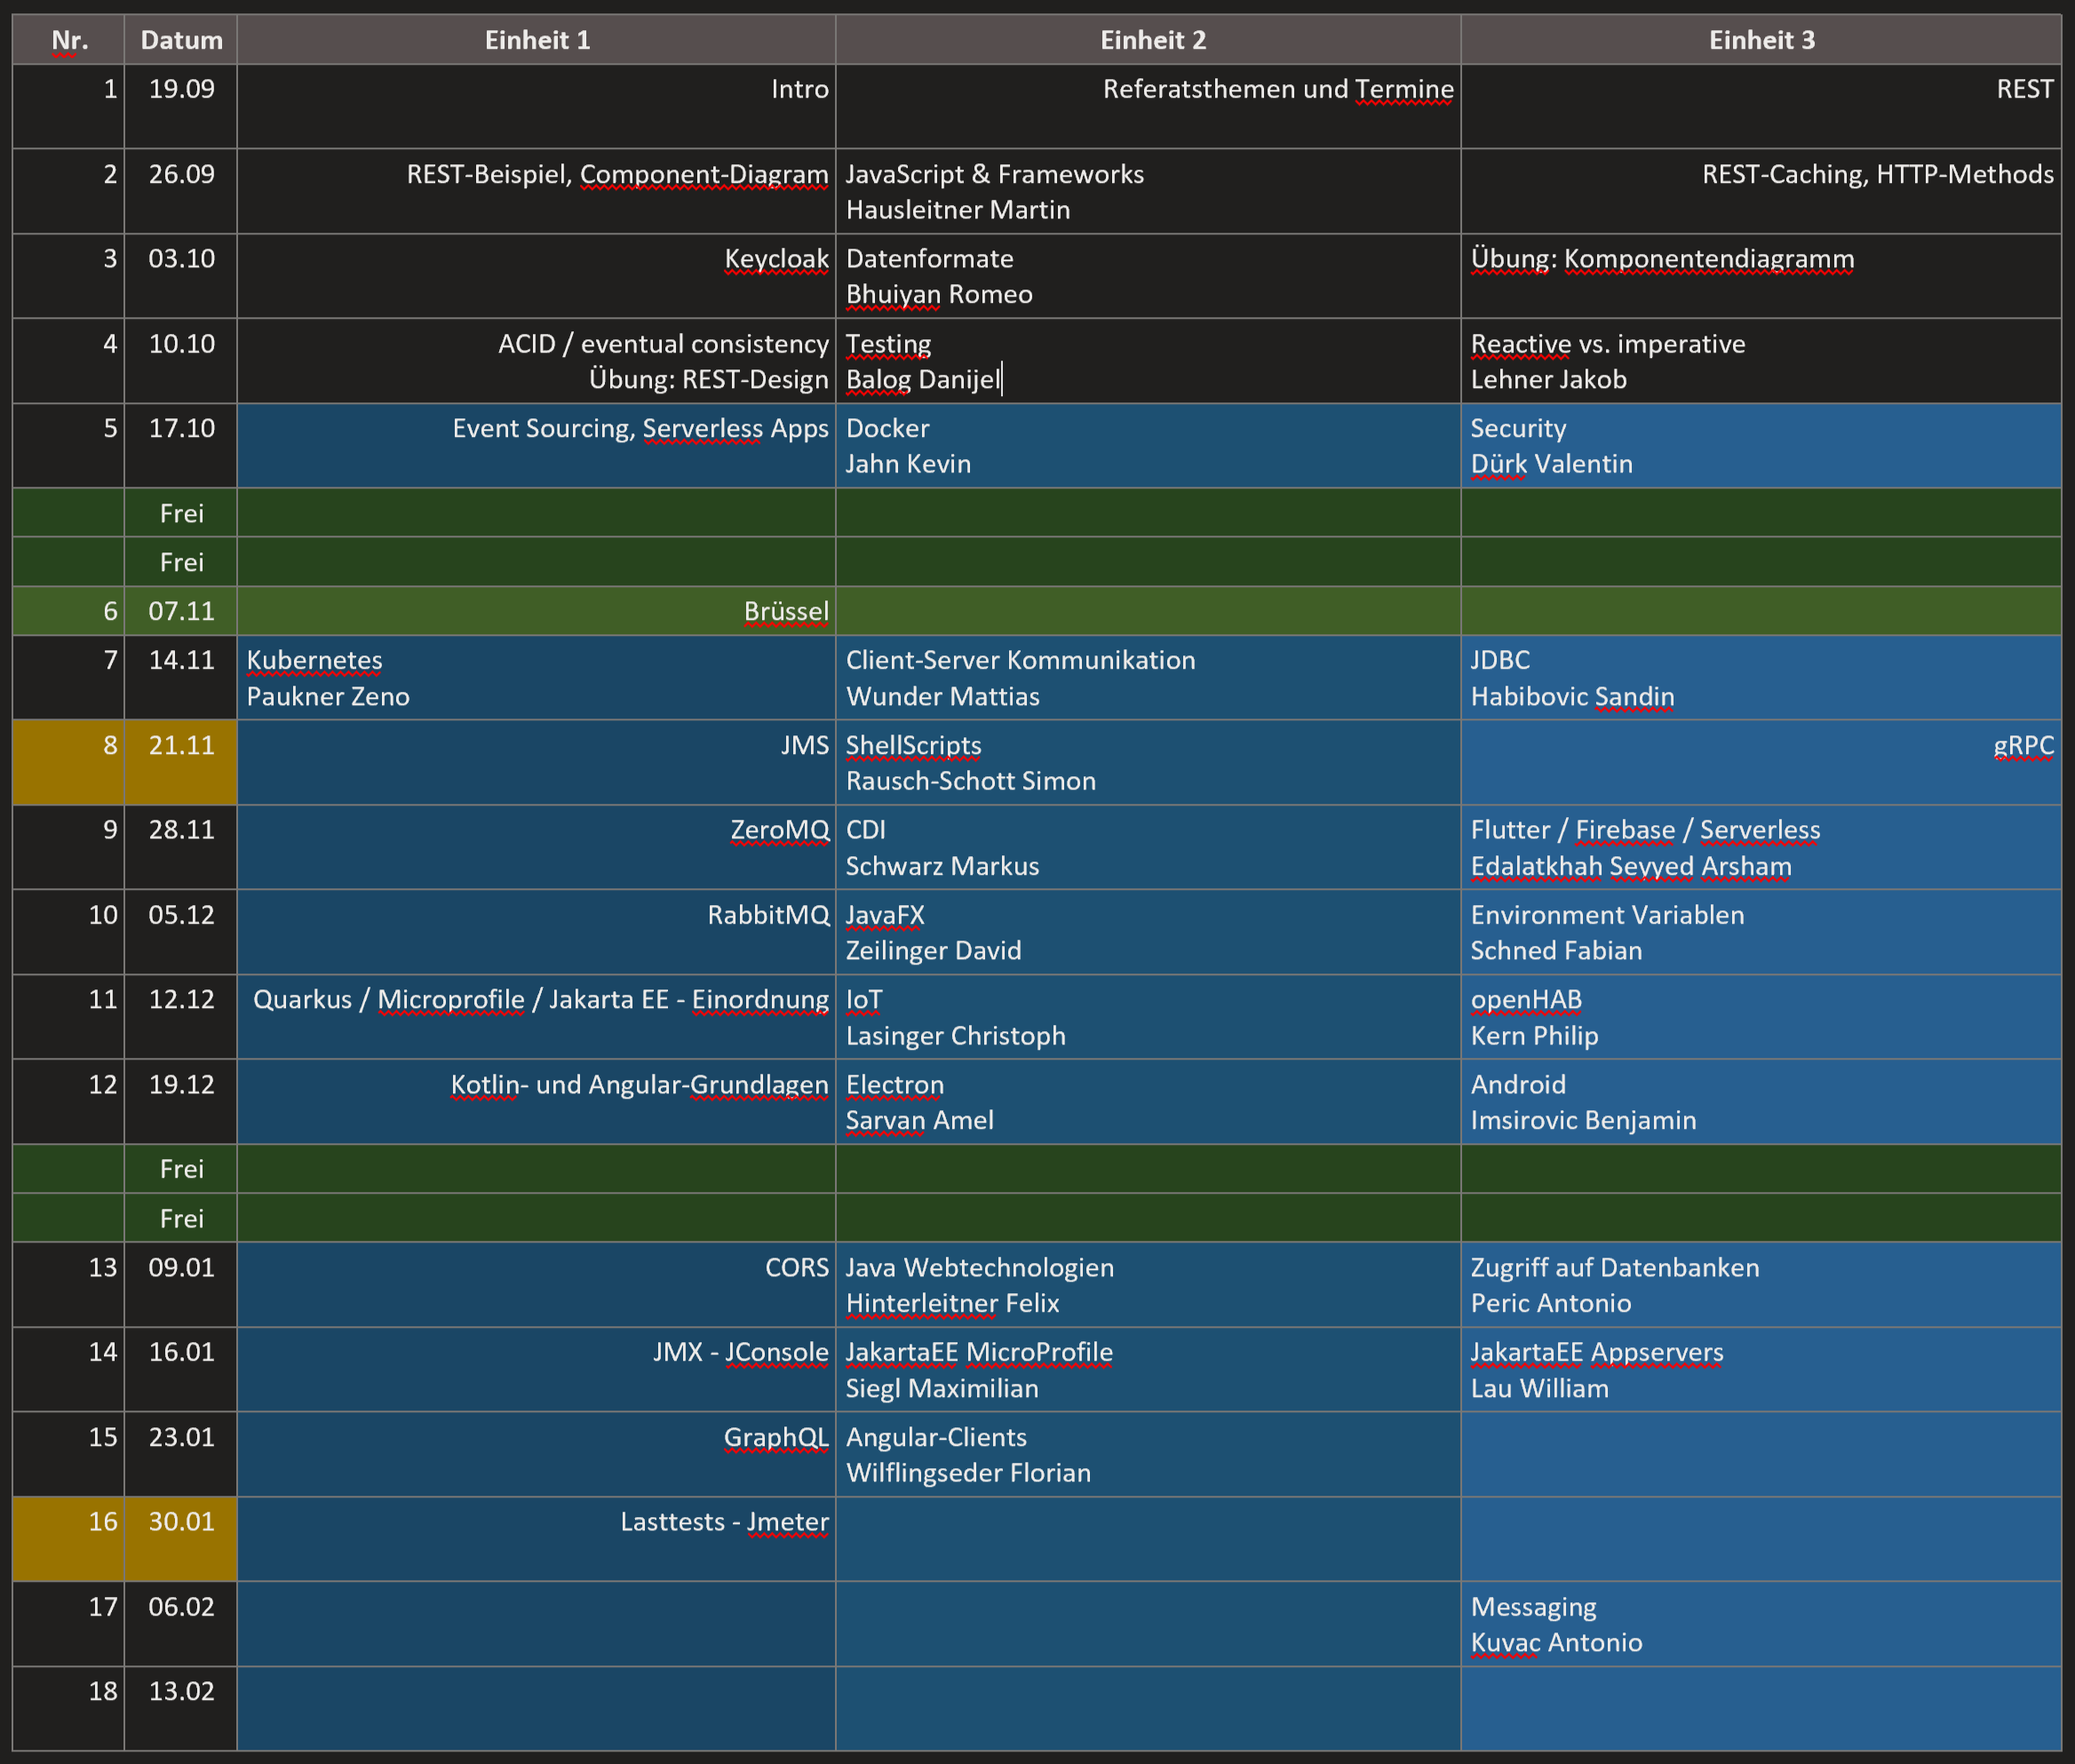 Nr. Datum Einheit 1 Einheit 2 Einheit 3
1 19.09 Intro Referatsthemen und Termine REST
2 26.09 REST-Beispiel, Component-Diagram JavaScript & Frameworks REST-Caching, HTTP-Methods
Hausleitner Martin
3 03.10 Keycloak Datenformate Übung: Komponentendiagramm
Bhuiyan Romeo
4 10.10 ACID / eventual consistency Testing Reactive vs. imperative
Übung: REST-Design Balog Danijel Lehner Jakob
5 17.10 Event Sourcing, Serverless Apps Docker Security
Jahn Kevin Dürk Valentin
Frei
Frei
6 07.11 Brüssel
7 14.11 Kubernetes Client-Server Kommunikation JDBC
Paukner Zeno Wunder Mattias Habibovic Sandin
8 21.11 JMS ShellScripts gRPC
Rausch-Schott Simon
9 28.11 ZeroMQ CDI Flutter / Firebase / Serverless
Schwarz Markus Edalatkhah Seyyed Arsham
10 05.12 RabbitMQ JavaFX Environment Variablen
Zeilinger David Schned Fabian
11 12.12 Quarkus / Microprofile / Jakarta EE - Einordnung IoT openHAB
Lasinger Christoph Kern Philip
12 19.12 Kotlin- und Angular-Grundlagen Electron Android
Sarvan Amel Imsirovic Benjamin
Frei
Frei
13 09.01 CORS Java Webtechnologien Zugriff auf Datenbanken
Hinterleitner Felix Peric Antonio
14 16.01 JMX - JConsole JakartaEE MicroProfile JakartaEE Appservers
Siegl Maximilian Lau William
15 23.01 GraphQL Angular-Clients
Wilflingseder Florian
16 30.01 Lasttests - Jmeter
17 06.02 Messaging
Kuvac Antonio
18 13.02